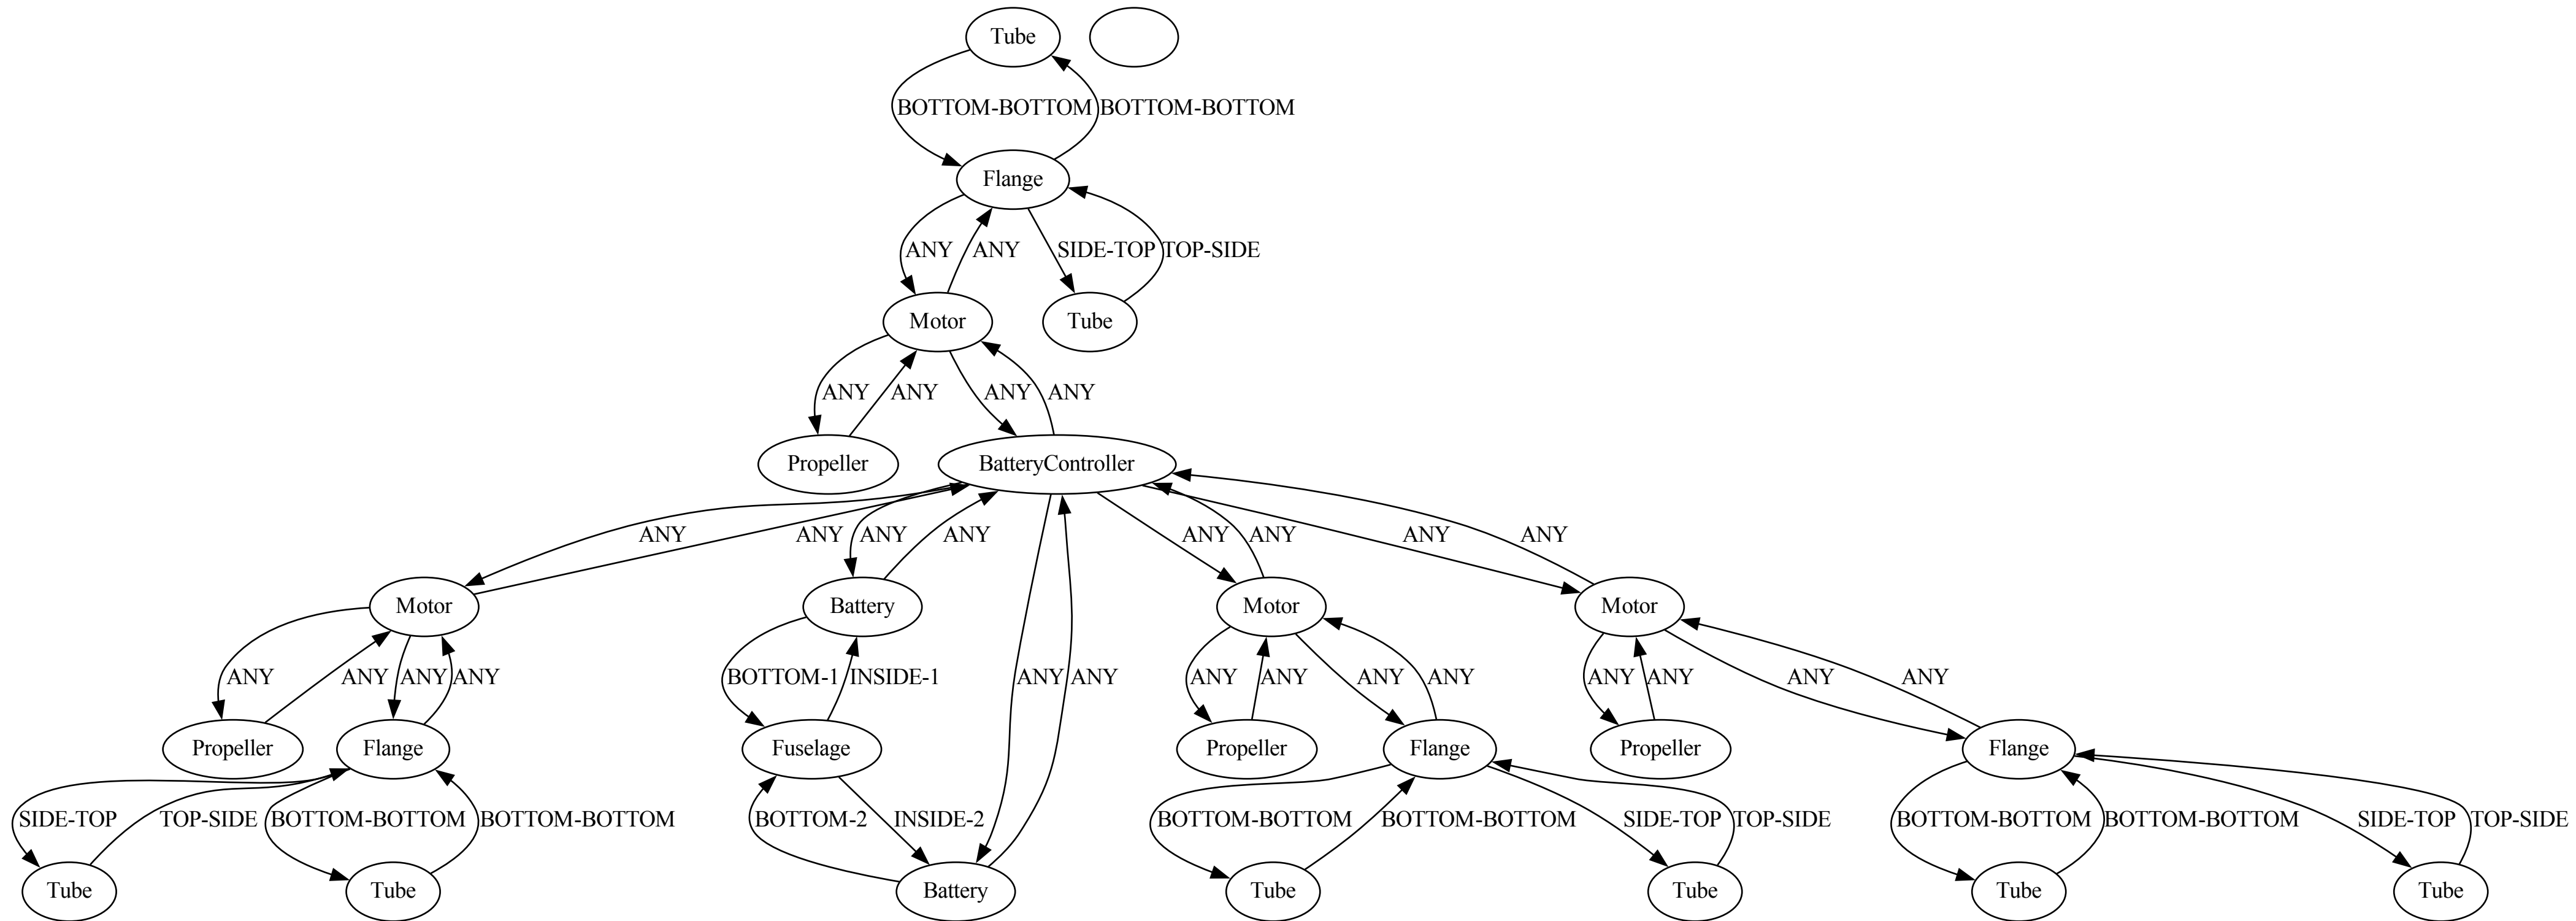 Tube
BOTTOM-BOTTOM BOTTOM-BOTTOM
Flange
ANY ANY SIDE-TOP TOP-SIDE
Motor Tube
ANY ANY ANY ANY
Propeller BatteryController
ANY ANY ANY ANY ANY ANY ANY ANY
Motor Battery Motor Motor
ANY ANY ANY ANY BOTTOM-1 INSIDE-1 ANY ANY ANY ANY ANY ANY ANY ANY ANY ANY
Propeller Flange Fuselage Propeller Flange Propeller Flange
SIDE-TOP TOP-SIDE BOTTOM-BOTTOM BOTTOM-BOTTOM BOTTOM-2 INSIDE-2 BOTTOM-BOTTOM BOTTOM-BOTTOM SIDE-TOP TOP-SIDE BOTTOM-BOTTOM BOTTOM-BOTTOM SIDE-TOP TOP-SIDE
Tube Tube Battery Tube Tube Tube Tube